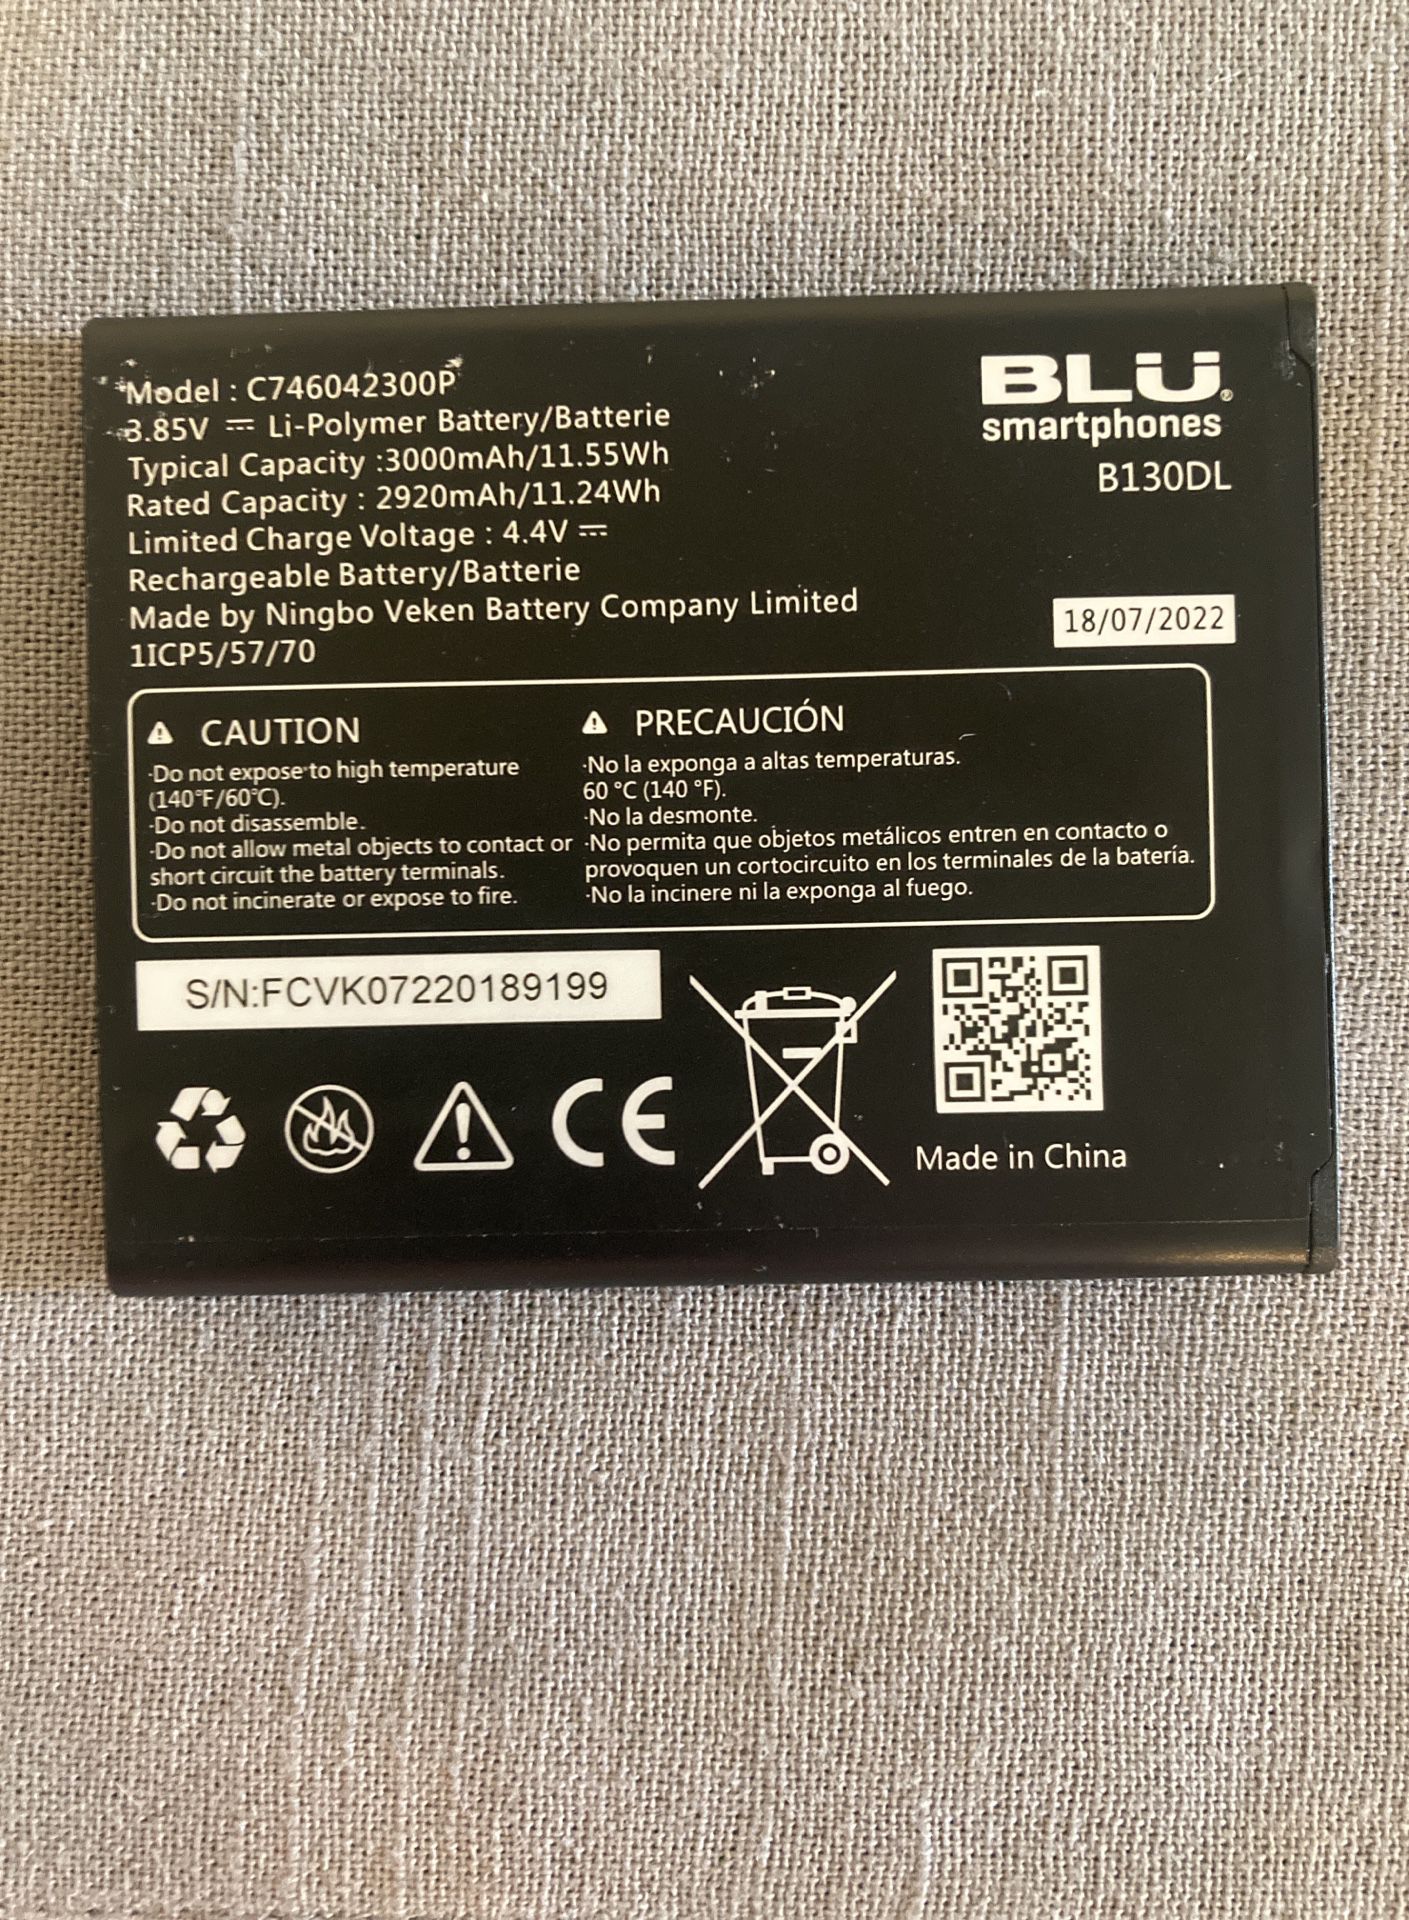 Model : C746042300P
3.85V ⎓ Li-Polymer Battery/Batterie
Typical Capacity :3000mAh/11.55Wh
Rated Capacity : 2920mAh/11.24Wh
Limited Charge Voltage : 4.4V ⎓
Rechargeable Battery/Batterie
Made by Ningbo Veken Battery Company Limited
1ICP5/57/70
BLU®
smartphones
B130DL
18/07/2022
CAUTION
·Do not expose to high temperature
(140°F/60°C).
·Do not disassemble.
·Do not allow metal objects to contact or
short circuit the battery terminals.
·Do not incinerate or expose to fire.
PRECAUCIÓN
·No la exponga a altas temperaturas.
60 °C (140 °F).
·No la desmonte.
·No permita que objetos metálicos entren en contacto o
provoquen un cortocircuito en los terminales de la batería.
·No la incinere ni la exponga al fuego.
S/N:FCVK07220189199
CE
Made in China